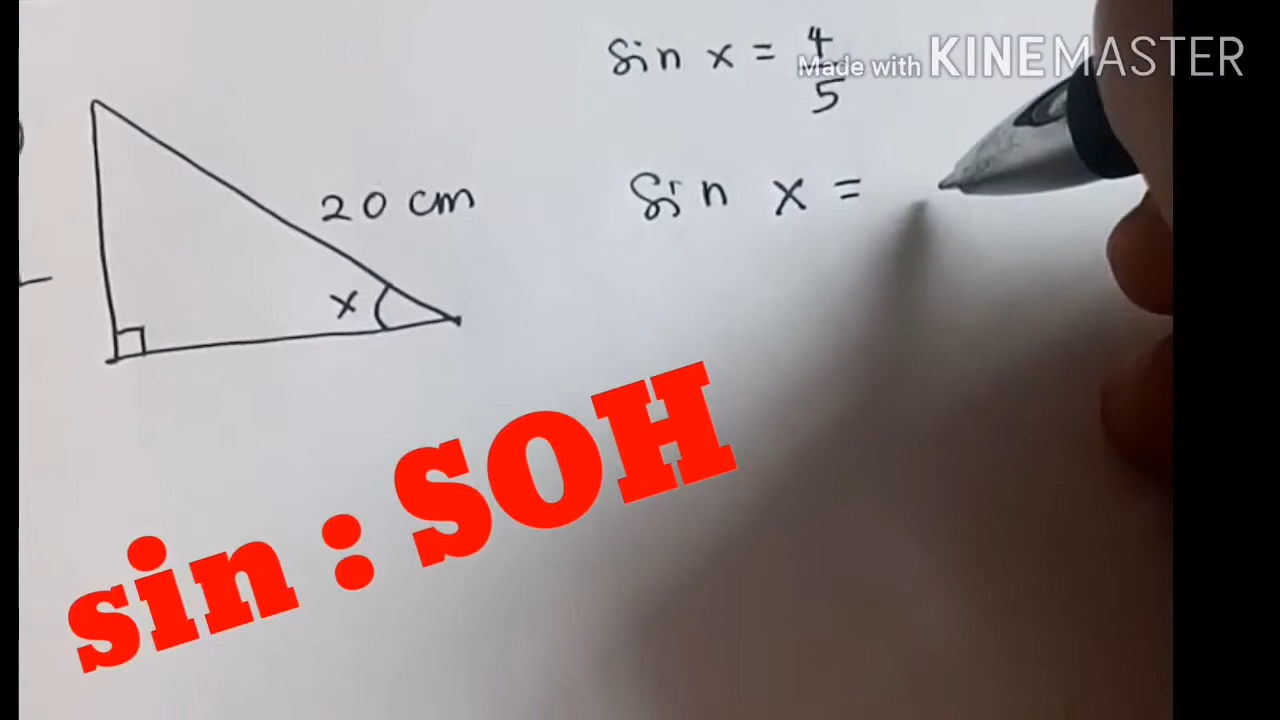 sin x = 4/5
Made with KINEMASTER
20 cm
sin x =
x
sin : SOH